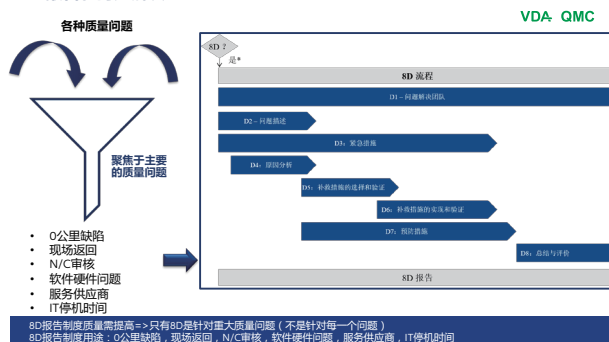 VDA QMC
各种质量问题
8D ?
是*
8D 流程
D1－问题解决团队
D2－问题描述
D3：紧急措施
D4：原因分析
D5：补救措施的选择和验证
D6：补救措施的实施和验证
D7：预防措施
D8：总结与评价
8D 报告
聚焦于主要
的质量问题
• 0公里缺陷
• 现场返回
• N/C审核
• 软件硬件问题
• 服务供应商
• IT停机时间
8D报告制度质量需提高=>只有8D是针对重大质量问题（不是针对每一个问题）
8D报告制度用途：0公里缺陷，现场返回，N/C审核，软件硬件问题，服务供应商，IT停机时间